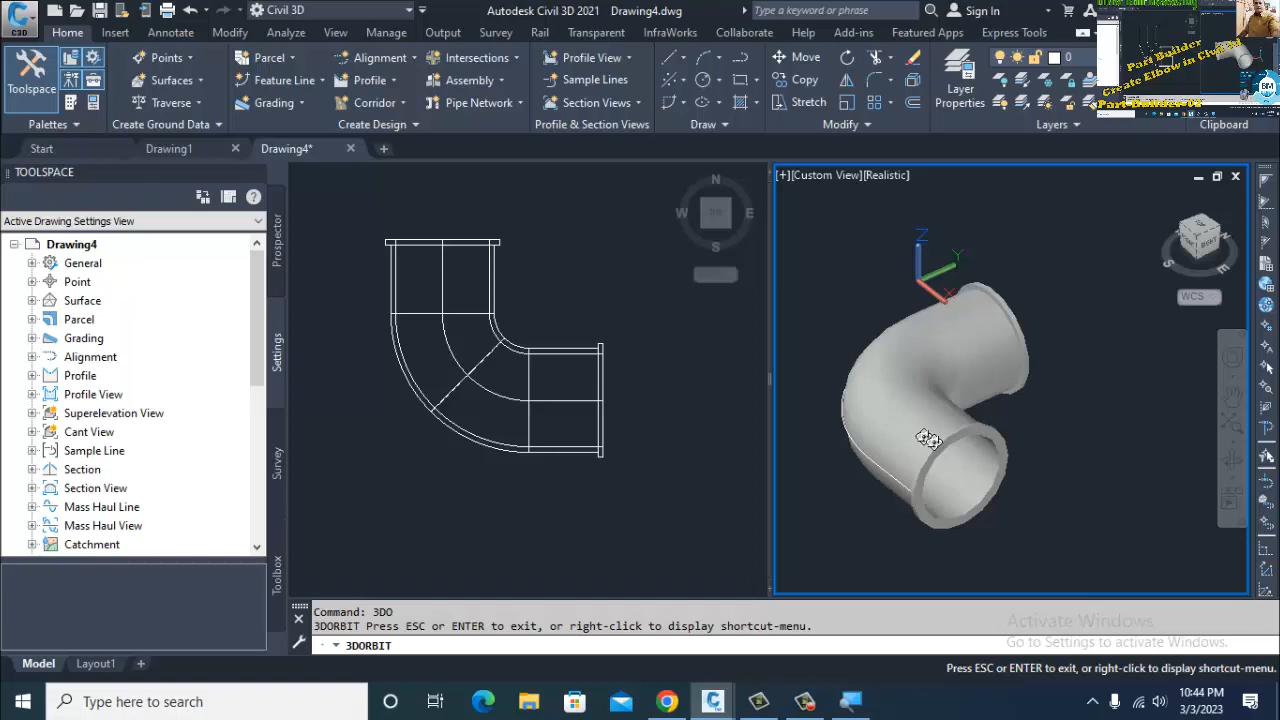 C3D
Civil 3D
Autodesk Civil 3D 2021 Drawing4.dwg
Type a keyword or phrase
Sign In
Home Insert Annotate Modify Analyze View Manage Output Survey Rail Transparent InfraWorks Collaborate Help Add-ins Featured Apps Express Tools
Toolspace
Points
Surfaces
Traverse
Parcel
Feature Line
Grading
Alignment
Profile
Corridor
Intersections
Assembly
Pipe Network
Profile View
Sample Lines
Section Views
Move
Copy
Stretch
Layer
Properties
0
Part Builder
Create Elbow in Civil 3d
Part Builder-01
BM
Palettes Create Ground Data Create Design Profile & Section Views Draw Modify Layers Clipboard
Start Drawing1 Drawing4*
TOOLSPACE
Active Drawing Settings View
Drawing4
General
Point
Surface
Parcel
Grading
Alignment
Profile
Profile View
Superelevation View
Cant View
Sample Line
Section
Section View
Mass Haul Line
Mass Haul View
Catchment
Prospector
Settings
Survey
Toolbox
N
W E
S
[+][Custom View][Realistic]
Z
Y
X
WCS
Command: 3DO
3DORBIT Press ESC or ENTER to exit, or right-click to display shortcut-menu.
3DORBIT
Activate Windows
Go to Settings to activate Windows.
Model Layout1
Press ESC or ENTER to exit, or right-click to display shortcut-menu.
Type here to search
10:44 PM
3/3/2023